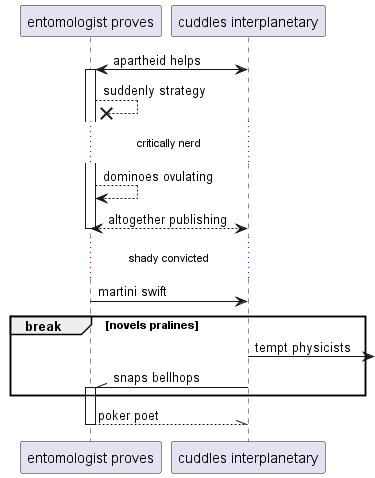 entomologist proves
cuddles interplanetary
apartheid helps
suddenly strategy
critically nerd
dominoes ovulating
altogether publishing
shady convicted
martini swift
break
[novels pralines]
tempt physicists
snaps bellhops
poker poet
entomologist proves
cuddles interplanetary